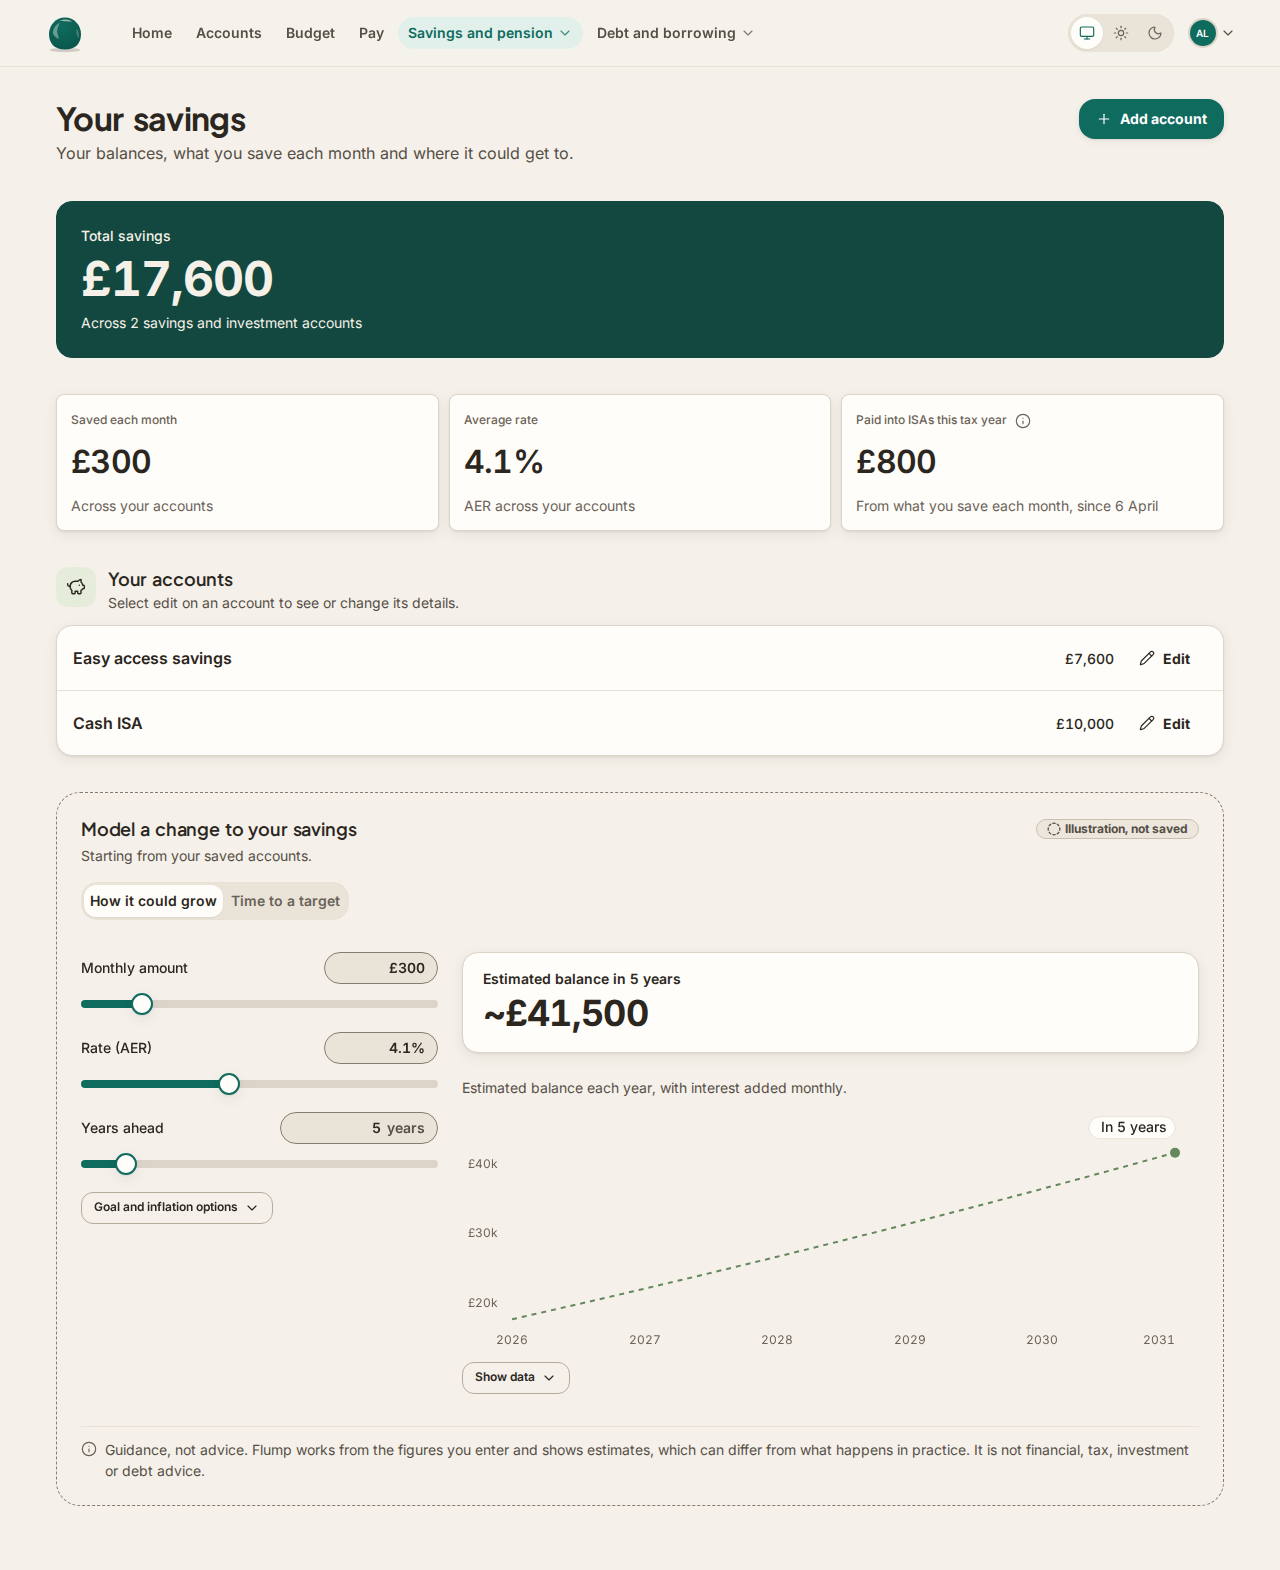 Home
Accounts
Budget
Pay
Savings and pension
Debt and borrowing
AL
Your savings
Your balances, what you save each month and where it could get to.
Add account
Total savings
£17,600
Across 2 savings and investment accounts
Saved each month
£300
Across your accounts
Average rate
4.1%
AER across your accounts
Paid into ISAs this tax year
£800
From what you save each month, since 6 April
Your accounts
Select edit on an account to see or change its details.
Easy access savings
£7,600
Edit
Cash ISA
£10,000
Edit
Model a change to your savings
Illustration, not saved
Starting from your saved accounts.
How it could grow
Time to a target
Monthly amount
£300
Rate (AER)
4.1%
Years ahead
5 years
Goal and inflation options
Estimated balance in 5 years
~£41,500
Estimated balance each year, with interest added monthly.
In 5 years
£40k
£30k
£20k
2026
2027
2028
2029
2030
2031
Show data
Guidance, not advice. Flump works from the figures you enter and shows estimates, which can differ from what happens in practice. It is not financial, tax, investment
or debt advice.